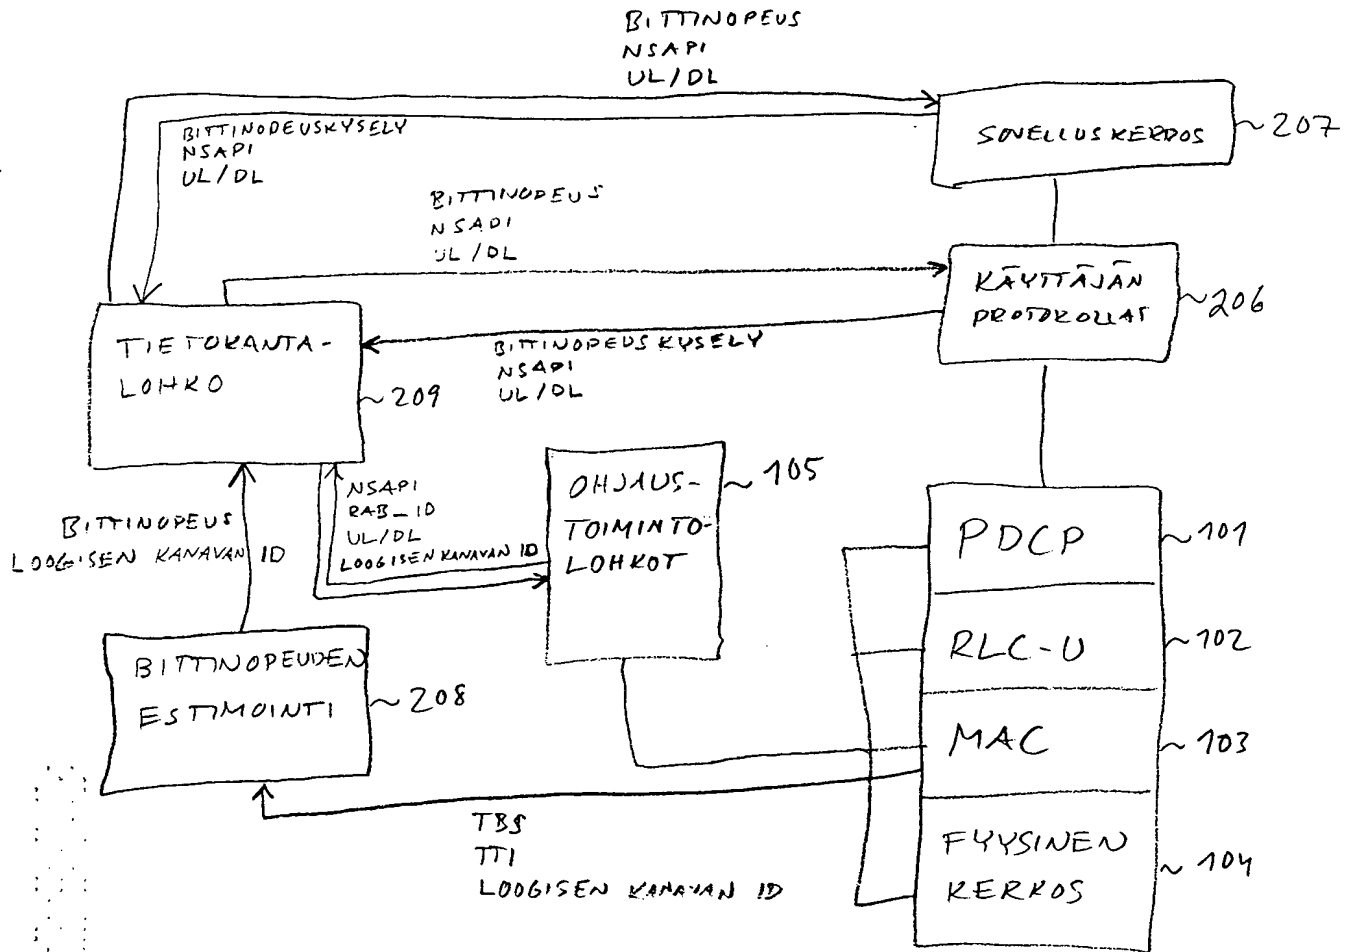 BITTINOPEUS
NSAPI
UL/DL
SOVELLUSKERROS
207
BITTINOPEUSKYSELY
NSAPI
UL/DL
BITTINOPEUS
NSAPI
UL/DL
KÄYTTÄJÄN
PROTOKOLLAT
206
TIETOKANTA-
LOHKO
209
BITTINOPEUSKYSELY
NSAPI
UL/DL
BITTINOPEUS
LOOGISEN KANAVAN ID
NSAPI
RAB_ID
UL/DL
LOOGISEN KANAVAN ID
OHJAUS-
TOIMINTO-
LOHKOT
105
PDCP
101
RLC-U
102
MAC
103
FYYSINEN
KERROS
104
BITTINOPEUDEN
ESTIMOINTI
208
TBS
TTI
LOOGISEN KANAVAN ID